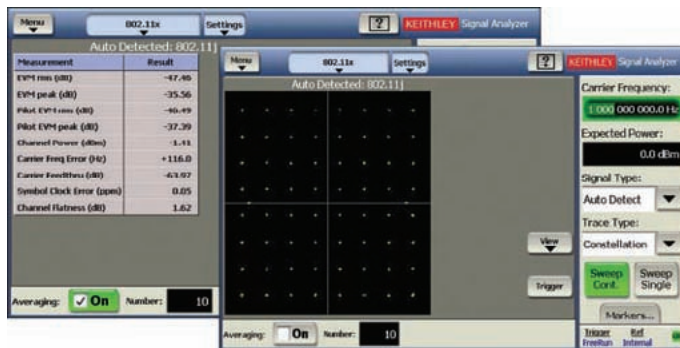 Menu
802.11x
Settings
?
KEITHLEY Signal Analyzer
Auto Detected: 802.11j
Measurement Result
EVM rms (dB) -47.46
EVM peak (dB) -35.56
Pilot EVM rms (dB) -46.49
Pilot EVM peak (dB) -37.39
Channel Power (dBm) -1.41
Carrier Freq Error (Hz) +116.0
Carrier Feedthru (dB) -63.97
Symbol Clock Error (ppm) 0.05
Channel Flatness (dB) 1.62
Averaging: On Number: 10
Menu
802.11x
Settings
?
KEITHLEY Signal Analyzer
Auto Detected: 802.11j
Carrier Frequency:
1 000 000 000.0 Hz
Expected Power:
0.0 dBm
Signal Type:
Auto Detect
Trace Type:
View
Constellation
Sweep Cont.
Sweep Single
Trigger
Markers...
Averaging: On Number: 10
Trigger Ref
FreeRun Internal